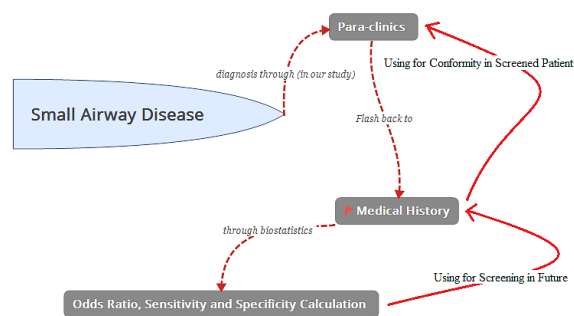 Para-clinics
Using for Conformity in Screened Patient
diagnosis through (in our study)
Small Airway Disease
Flash back to
Medical History
through biostatistics
Using for Screening in Future
Odds Ratio, Sensitivity and Specificity Calculation